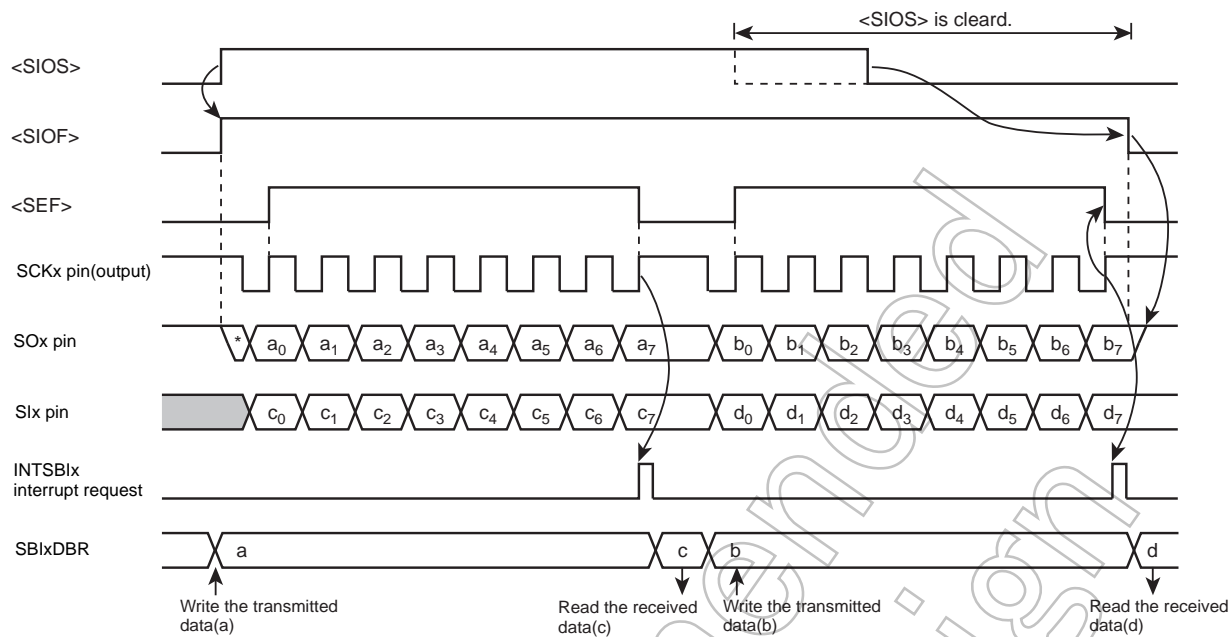 <SIOS> is cleard.
<SIOS>
<SIOF>
<SEF>
SCKx pin(output)
SOx pin
* a0 a1 a2 a3 a4 a5 a6 a7 b0 b1 b2 b3 b4 b5 b6 b7
SIx pin
c0 c1 c2 c3 c4 c5 c6 c7 d0 d1 d2 d3 d4 d5 d6 d7
INTSBIx
interrupt request
SBIxDBR
a c b d
Write the transmitted
data(a)
Read the received
data(c)
Write the transmitted
data(b)
Read the received
data(d)